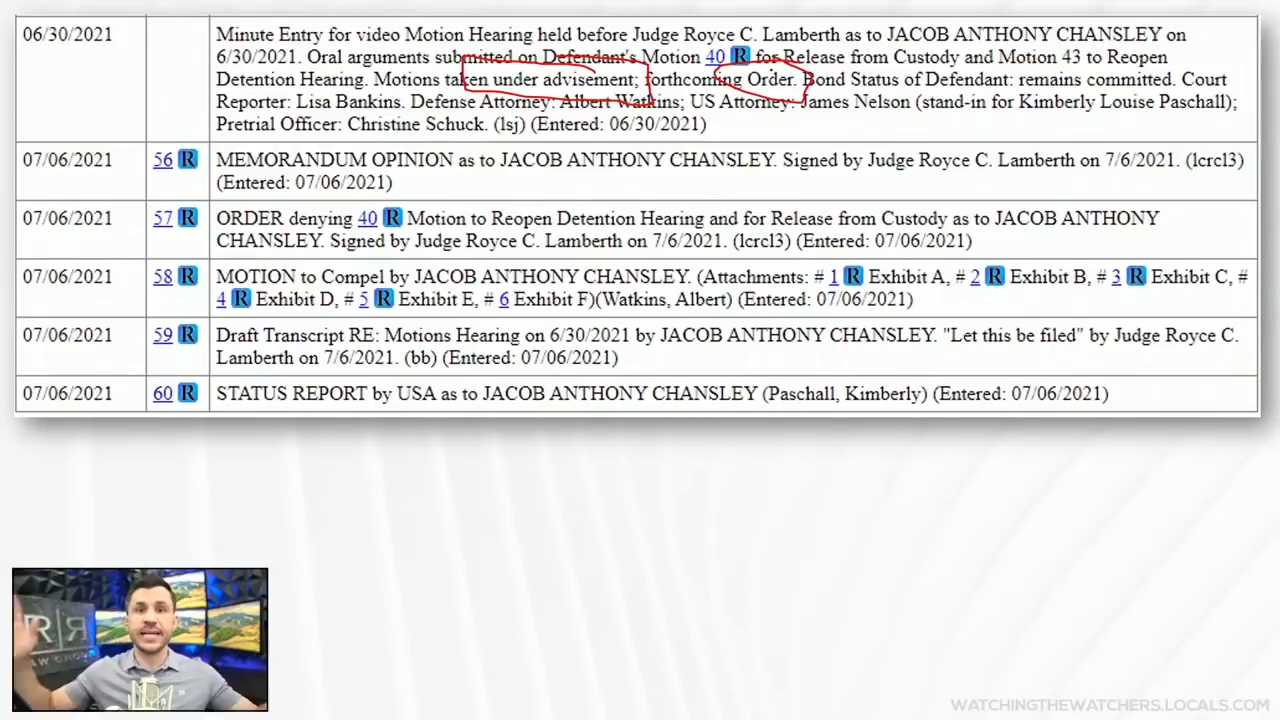 06/30/2021 Minute Entry for video Motion Hearing held before Judge Royce C. Lamberth as to JACOB ANTHONY CHANSLEY on
6/30/2021. Oral arguments submitted on Defendant's Motion 40 R for Release from Custody and Motion 43 to Reopen
Detention Hearing. Motions taken under advisement; forthcoming Order. Bond Status of Defendant: remains committed. Court
Reporter: Lisa Bankins. Defense Attorney: Albert Watkins; US Attorney: James Nelson (stand-in for Kimberly Louise Paschall);
Pretrial Officer: Christine Schuck. (lsj) (Entered: 06/30/2021)
07/06/2021 56 R MEMORANDUM OPINION as to JACOB ANTHONY CHANSLEY. Signed by Judge Royce C. Lamberth on 7/6/2021. (lcrcl3)
(Entered: 07/06/2021)
07/06/2021 57 R ORDER denying 40 R Motion to Reopen Detention Hearing and for Release from Custody as to JACOB ANTHONY
CHANSLEY. Signed by Judge Royce C. Lamberth on 7/6/2021. (lcrcl3) (Entered: 07/06/2021)
07/06/2021 58 R MOTION to Compel by JACOB ANTHONY CHANSLEY. (Attachments: # 1 R Exhibit A, # 2 R Exhibit B, # 3 R Exhibit C, #
4 R Exhibit D, # 5 R Exhibit E, # 6 Exhibit F)(Watkins, Albert) (Entered: 07/06/2021)
07/06/2021 59 R Draft Transcript RE: Motions Hearing on 6/30/2021 by JACOB ANTHONY CHANSLEY. "Let this be filed" by Judge Royce C.
Lamberth on 7/6/2021. (bb) (Entered: 07/06/2021)
07/06/2021 60 R STATUS REPORT by USA as to JACOB ANTHONY CHANSLEY (Paschall, Kimberly) (Entered: 07/06/2021)
WATCHINGTHEWATCHERS.LOCALS.COM